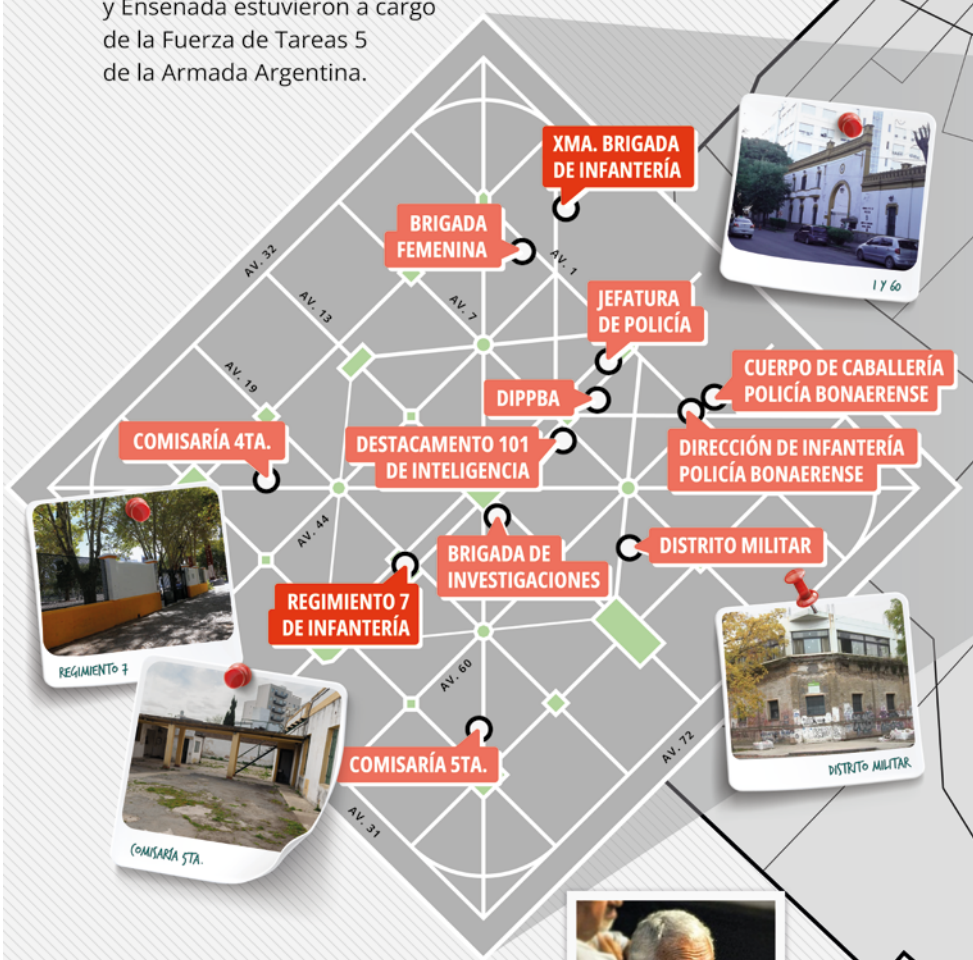 y Ensenada estuvieron a cargo
de la Fuerza de Tareas 5
de la Armada Argentina.
XMA. BRIGADA
DE INFANTERÍA
BRIGADA
FEMENINA
AV. 32
AV. 1
1 Y 60
AV. 13
AV. 7
JEFATURA
DE POLICÍA
AV. 19
DIPPBA
CUERPO DE CABALLERÍA
POLICÍA BONAERENSE
COMISARÍA 4TA.
DESTACAMENTO 101
DE INTELIGENCIA
DIRECCIÓN DE INFANTERÍA
POLICÍA BONAERENSE
AV. 44
BRIGADA DE
INVESTIGACIONES
DISTRITO MILITAR
REGIMIENTO 7
DE INFANTERÍA
REGIMIENTO 7
AV. 60
AV. 72
COMISARÍA 5TA.
DISTRITO MILITAR
AV. 31
COMISARÍA 5TA.